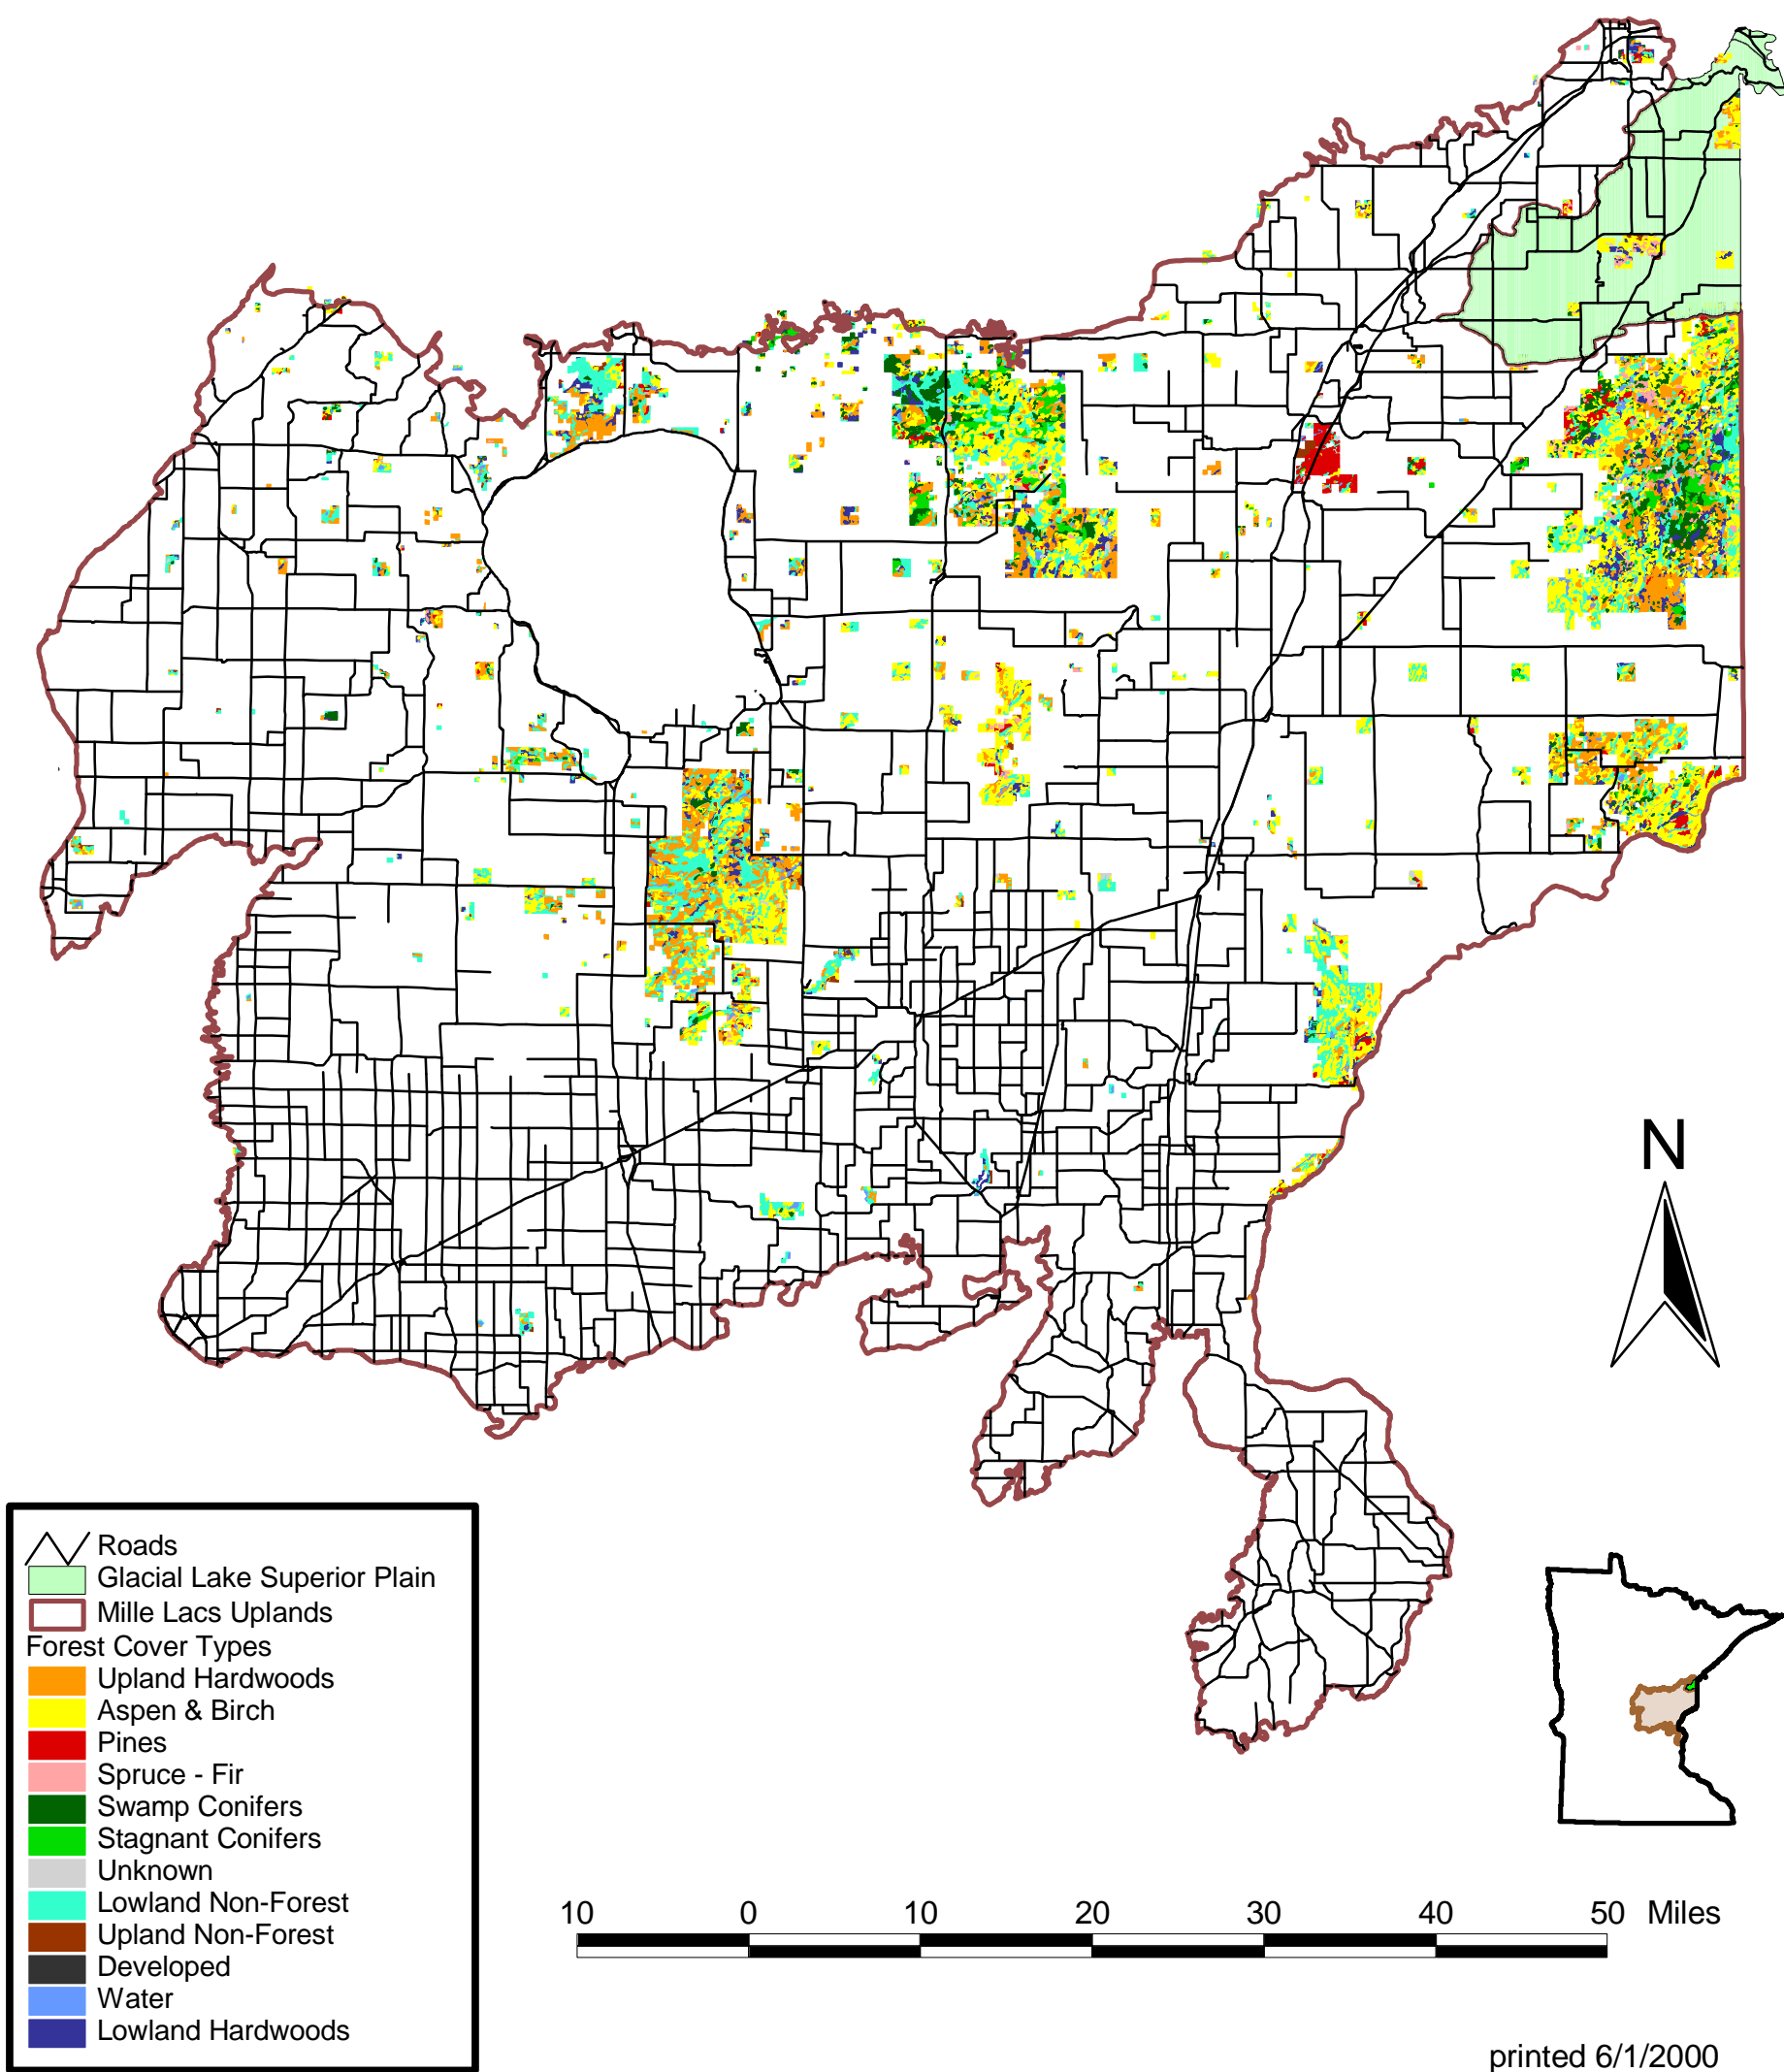 N
Roads
Glacial Lake Superior Plain
Mille Lacs Uplands
Forest Cover Types
Upland Hardwoods
Aspen & Birch
Pines
Spruce - Fir
Swamp Conifers
Stagnant Conifers
Unknown
Lowland Non-Forest
Upland Non-Forest
Developed
Water
Lowland Hardwoods
10 0 10 20 30 40 50 Miles
printed 6/1/2000